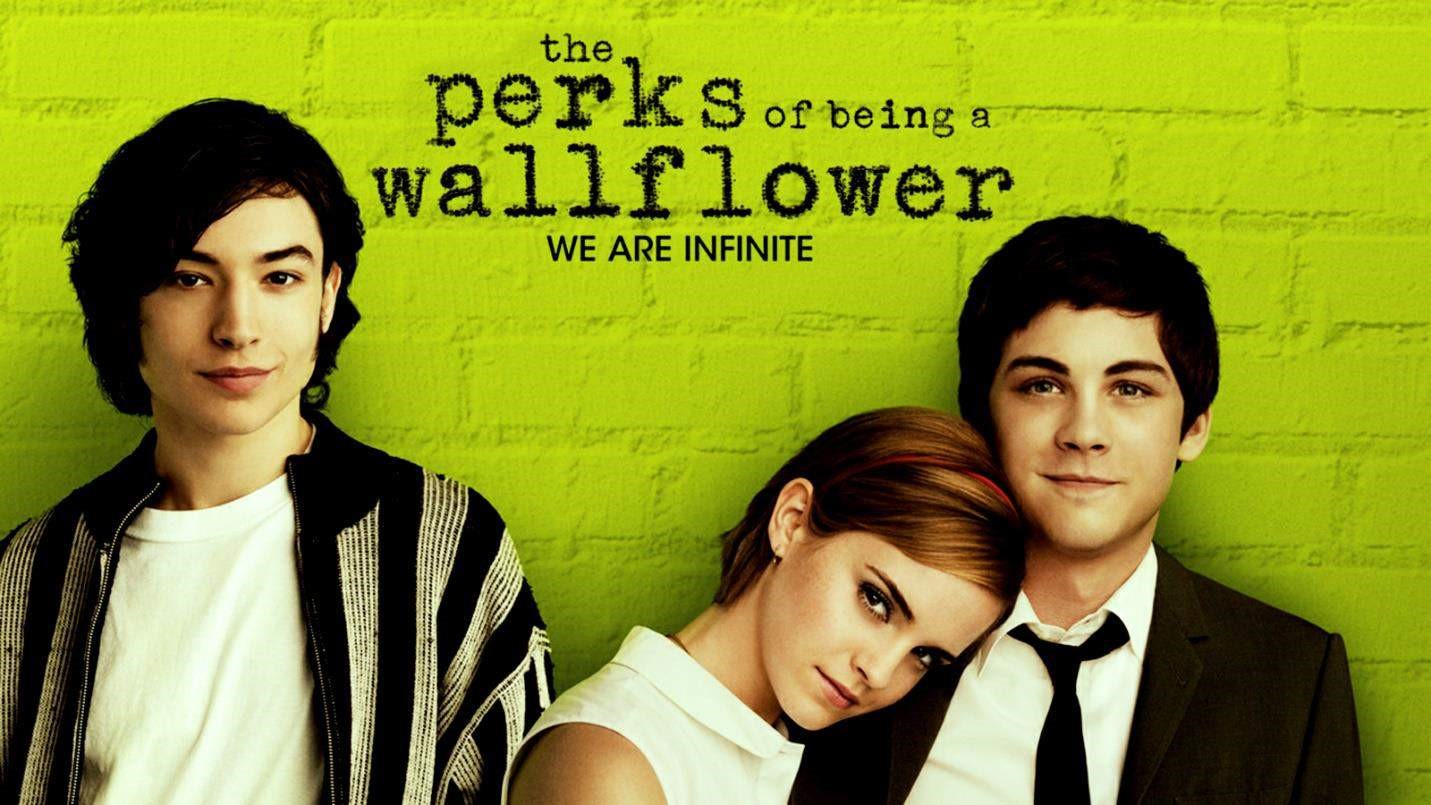 the
perks of being a
wallflower
WE ARE INFINITE